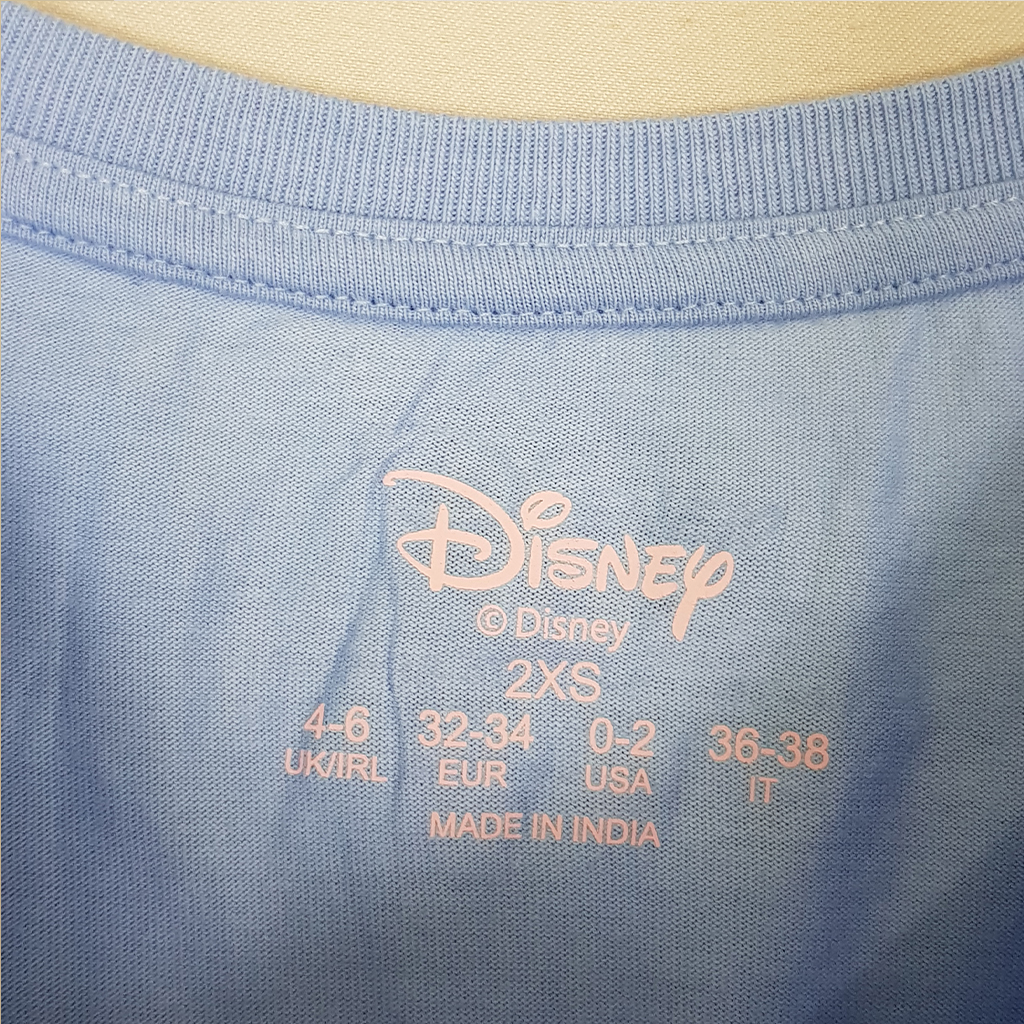 Disney
© Disney
2XS
4-6 32-34 0-2 36-38
UK/IRL EUR USA IT
MADE IN INDIA